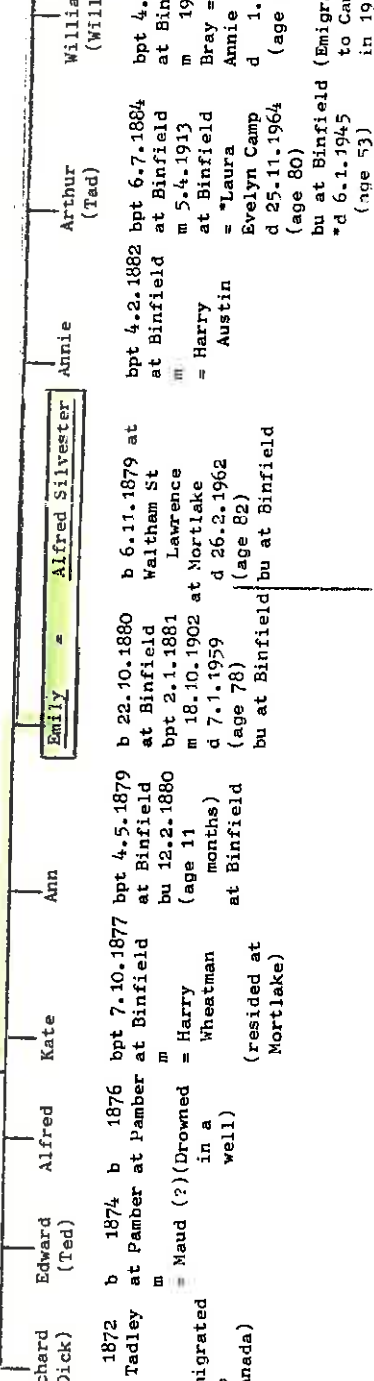 chard
Dick)
1872
Tadley
migrated
nada)
Edward
(Ted)
b 1874
at Pamber
m
= Maud (?)
Alfred
b 1876
at Pamber
(Drowned
in a
well)
Kate
bpt 7.10.1877
at Binfield
m
= Harry
Wheatman
(resided at
Mortlake)
Ann
bpt 4.5.1879
at Binfield
bu 12.2.1880
(age 11
months)
at Binfield
Emily = Alfred Silvester
b 22.10.1880
at Binfield
bpt 2.1.1881
m 18.10.1902 at Mortlake
d 7.1.1959
(age 78)
bu at Binfield
b 6.11.1879 at
Waltham St
Lawrence
d 26.2.1962
(age 82)
bu at Binfield
Annie
bpt 4.2.1882
at Binfield
m
= Harry
Austin
Arthur
(Tad)
bpt 6.7.1884
at Binfield
m 5.4.1913
at Binfield
= *Laura
Evelyn Camp
d 25.11.1964
(age 80)
bu at Binfield
*d 6.1.1945
(age 53)
Willia
(Will
bpt 4.
at Bin
m 19
Bray =
Annie
d 1.
(age
(Emigr
to Can
in 19